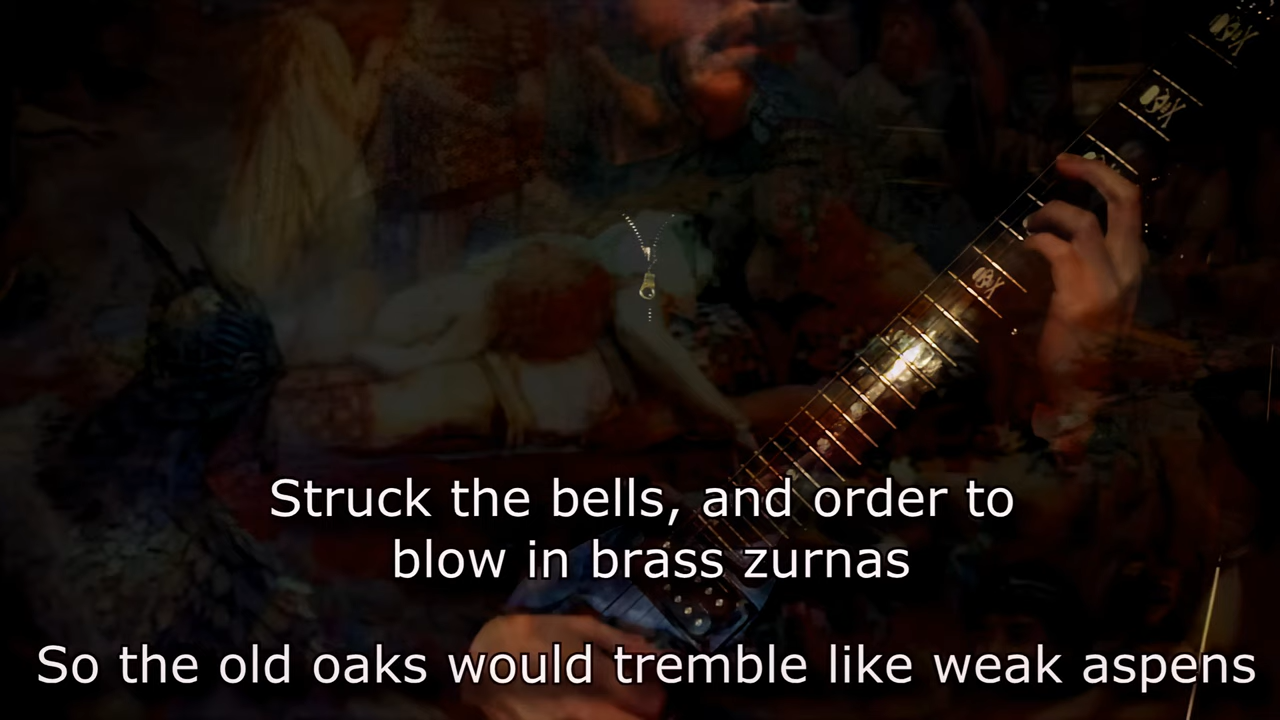 Struck the bells, and order to
blow in brass zurnas
So the old oaks would tremble like weak aspens